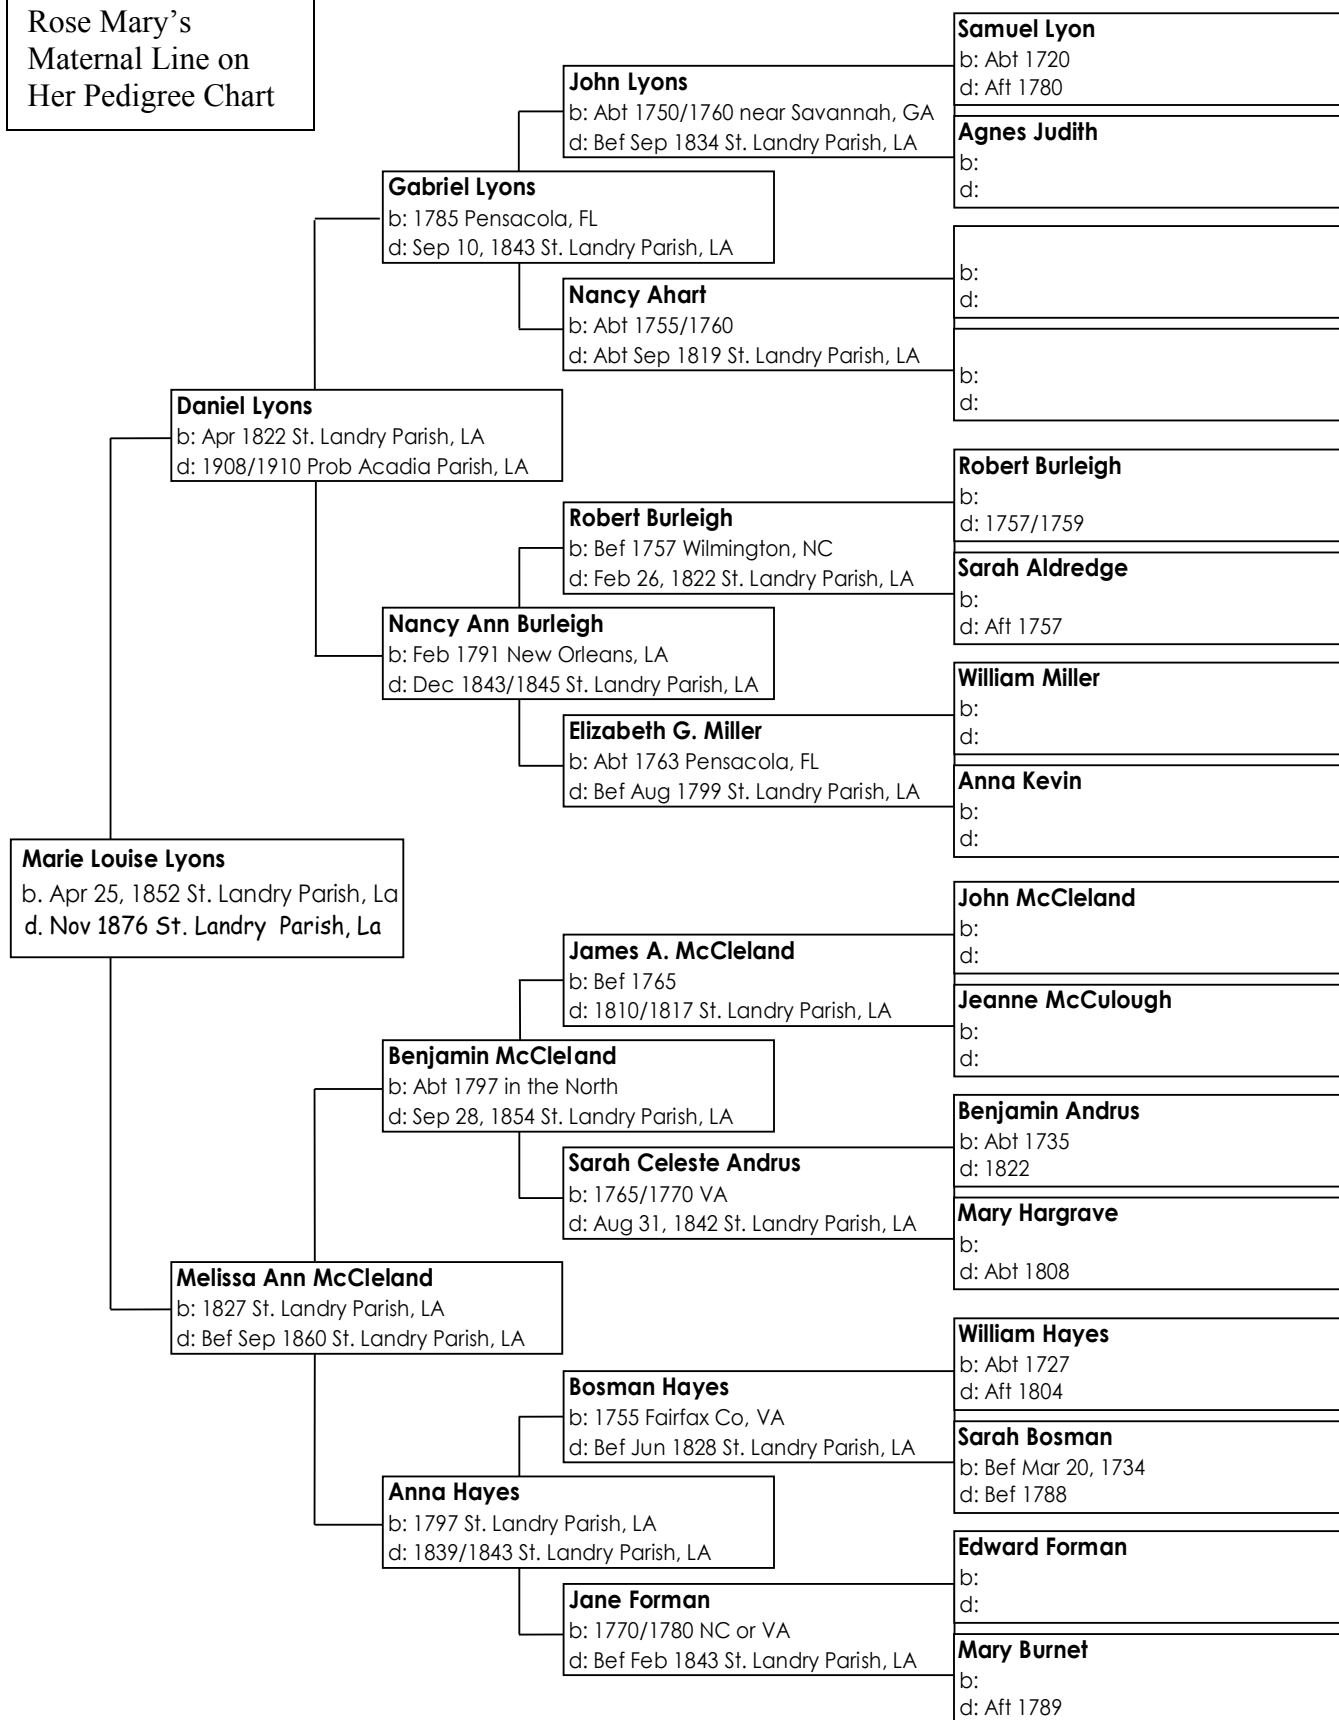 Rose Mary's
Maternal Line on
Her Pedigree Chart
Samuel Lyon
b: Abt 1720
d: Aft 1780
John Lyons
b: Abt 1750/1760 near Savannah, GA
d: Bef Sep 1834 St. Landry Parish, LA
Agnes Judith
b:
d:
Gabriel Lyons
b: 1785 Pensacola, FL
d: Sep 10, 1843 St. Landry Parish, LA
b:
d:
Nancy Ahart
b: Abt 1755/1760
d: Abt Sep 1819 St. Landry Parish, LA
b:
d:
Daniel Lyons
b: Apr 1822 St. Landry Parish, LA
d: 1908/1910 Prob Acadia Parish, LA
Robert Burleigh
b:
d: 1757/1759
Robert Burleigh
b: Bef 1757 Wilmington, NC
d: Feb 26, 1822 St. Landry Parish, LA
Sarah Aldredge
b:
d: Aft 1757
Nancy Ann Burleigh
b: Feb 1791 New Orleans, LA
d: Dec 1843/1845 St. Landry Parish, LA
William Miller
b:
d:
Elizabeth G. Miller
b: Abt 1763 Pensacola, FL
d: Bef Aug 1799 St. Landry Parish, LA
Anna Kevin
b:
d:
Marie Louise Lyons
b. Apr 25, 1852 St. Landry Parish, La
d. Nov 1876 St. Landry Parish, La
John McCleland
b:
d:
James A. McCleland
b: Bef 1765
d: 1810/1817 St. Landry Parish, LA
Jeanne McCulough
b:
d:
Benjamin McCleland
b: Abt 1797 in the North
d: Sep 28, 1854 St. Landry Parish, LA
Benjamin Andrus
b: Abt 1735
d: 1822
Sarah Celeste Andrus
b: 1765/1770 VA
d: Aug 31, 1842 St. Landry Parish, LA
Mary Hargrave
b:
d: Abt 1808
Melissa Ann McCleland
b: 1827 St. Landry Parish, LA
d: Bef Sep 1860 St. Landry Parish, LA
William Hayes
b: Abt 1727
d: Aft 1804
Bosman Hayes
b: 1755 Fairfax Co, VA
d: Bef Jun 1828 St. Landry Parish, LA
Sarah Bosman
b: Bef Mar 20, 1734
d: Bef 1788
Anna Hayes
b: 1797 St. Landry Parish, LA
d: 1839/1843 St. Landry Parish, LA
Edward Forman
b:
d:
Jane Forman
b: 1770/1780 NC or VA
d: Bef Feb 1843 St. Landry Parish, LA
Mary Burnet
b:
d: Aft 1789